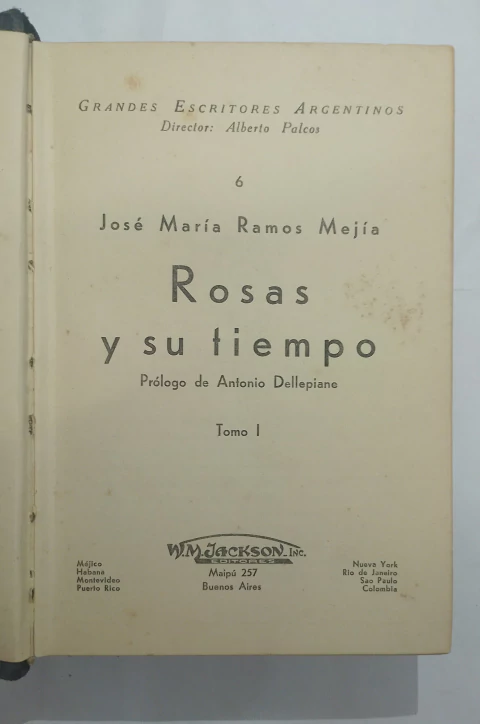 GRANDES ESCRITORES ARGENTINOS
Director: Alberto Palcos
6
José María Ramos Mejía
Rosas
y su tiempo
Prólogo de Antonio Dellepiane
Tomo I
W.M. JACKSON, INC.
EDITORES
Maipú 257
Buenos Aires
Méjico
Habana
Montevideo
Puerto Rico
Nueva York
Rio de Janeiro
Sao Paulo
Colombia